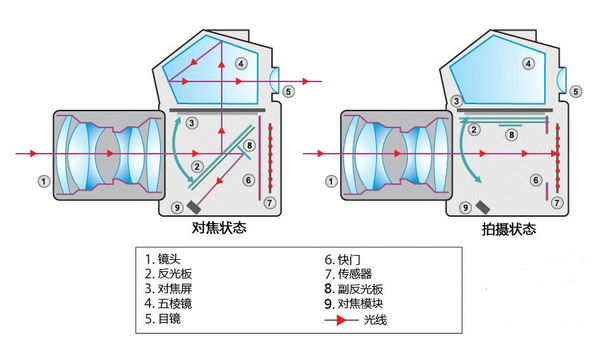 ④
⑤
③
②
⑧
①
⑥
⑦
⑨
对焦状态
④
⑤
③
②
⑧
①
⑥
⑦
⑨
拍摄状态
1. 镜头
2. 反光板
3. 对焦屏
4. 五棱镜
5. 目镜
6. 快门
7. 传感器
8. 副反光板
9. 对焦模块
光线